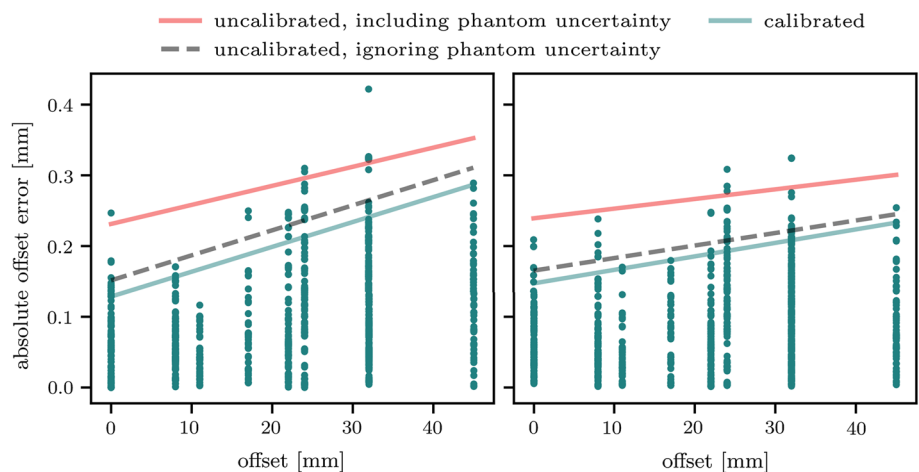 uncalibrated, including phantom uncertainty
calibrated
uncalibrated, ignoring phantom uncertainty
absolute offset error [mm]
0.4
0.3
0.2
0.1
0.0
0 10 20 30 40
0 10 20 30 40
offset [mm]
offset [mm]